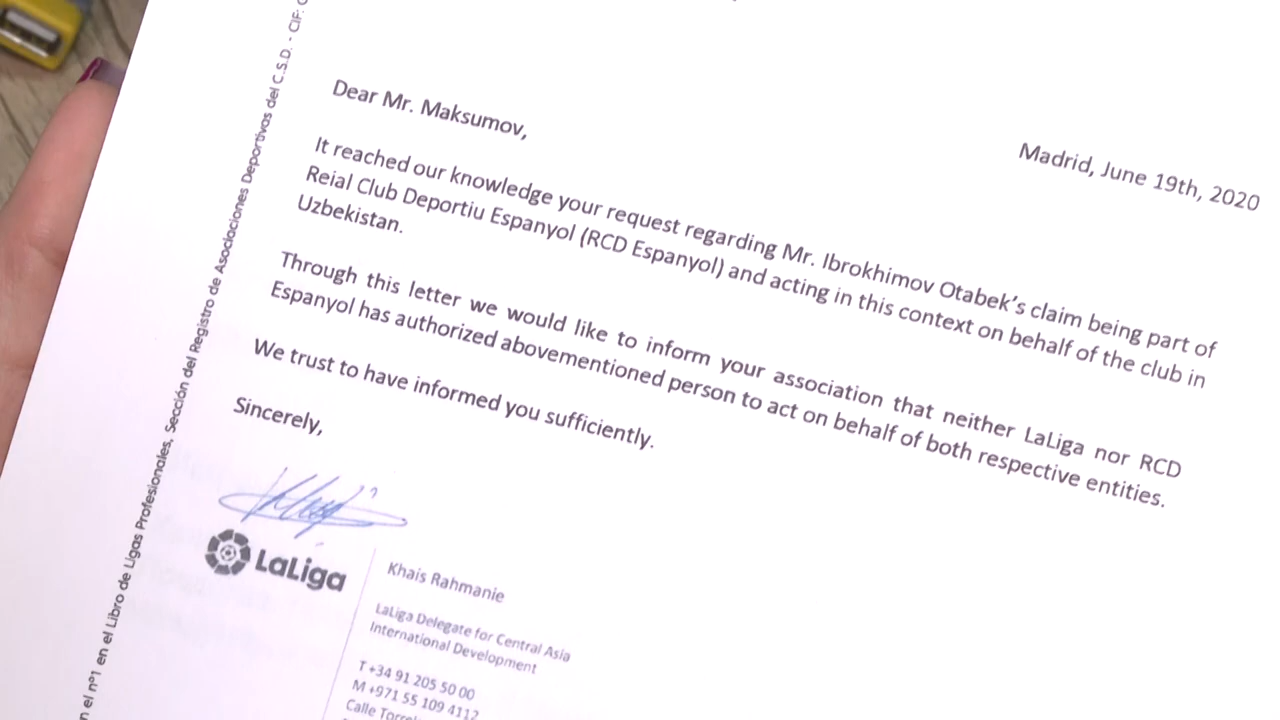 Madrid, June 19th, 2020
Dear Mr. Maksumov,
It reached our knowledge your request regarding Mr. Ibrokhimov Otabek's claim being part of
Reial Club Deportiu Espanyol (RCD Espanyol) and acting in this context on behalf of the club in
Uzbekistan.
Through this letter we would like to inform your association that neither LaLiga nor RCD
Espanyol has authorized abovementioned person to act on behalf of both respective entities.
We trust to have informed you sufficiently.
Sincerely,
LaLiga
Khais Rahmanie
LaLiga Delegate for Central Asia
International Development
T +34 91 205 50 00
M +971 55 109 4112
Calle
en el nº1 en el Libro de Ligas Profesionales, Sección del Registro de Asociaciones Deportivas del C.S.D. - CIF: